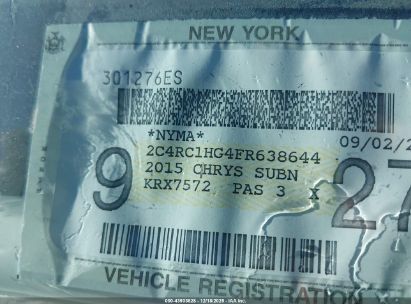 NEW YORK
301276ES
*NYMA* 09/02/2
2C4RC1HG4FR638644
2015 CHRYS SUBN
9 KRX7572 PAS 3 X 27
VEHICLE REGISTRATION